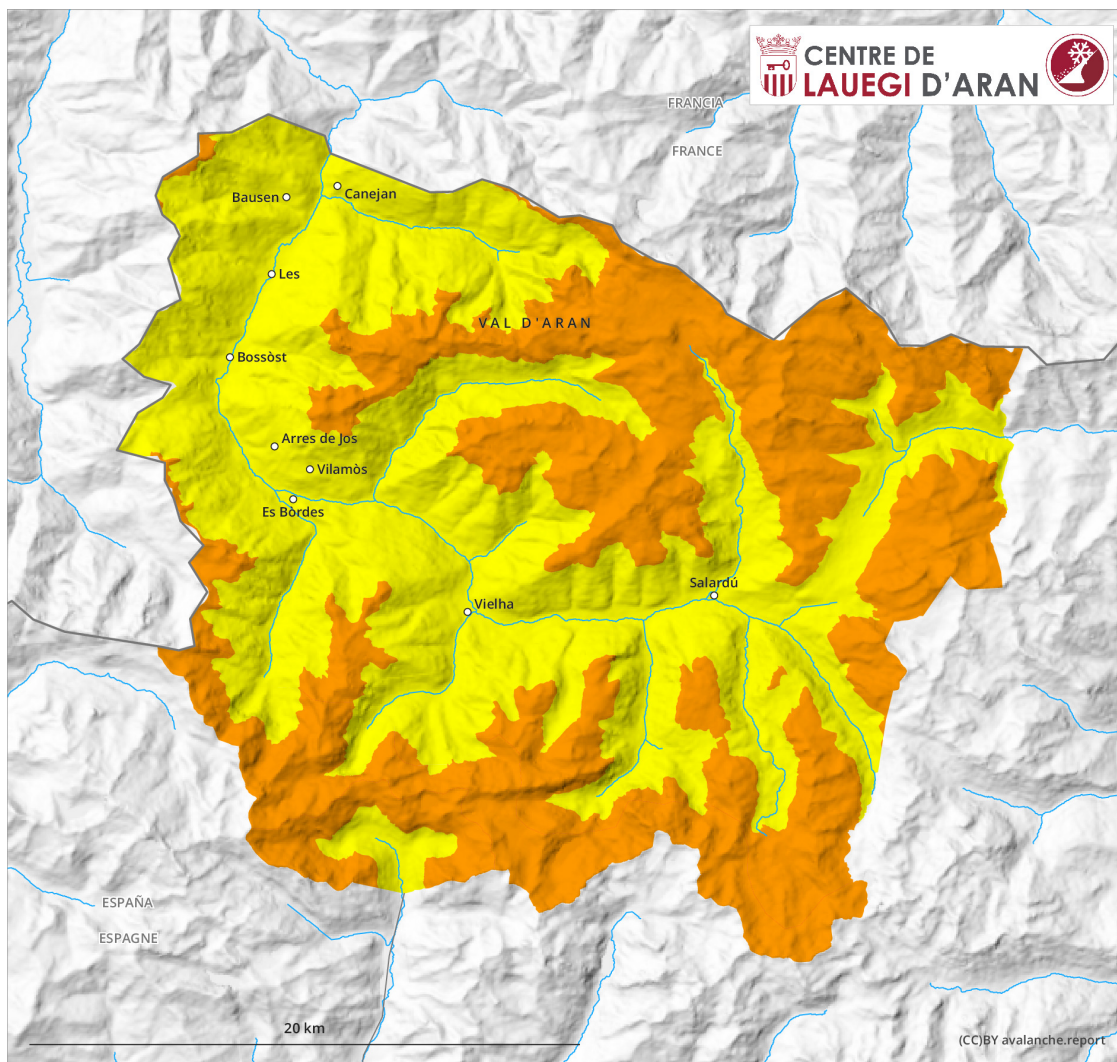 CENTRE DE
LAUEGI D'ARAN
FRANCIA
FRANCE
Bausen
Canejan
Les
VAL D'ARAN
Bossòst
Arres de Jos
Vilamòs
Es Bòrdes
Salardú
Vielha
ESPAÑA
ESPAGNE
20 km
(CC)BY avalanche.report